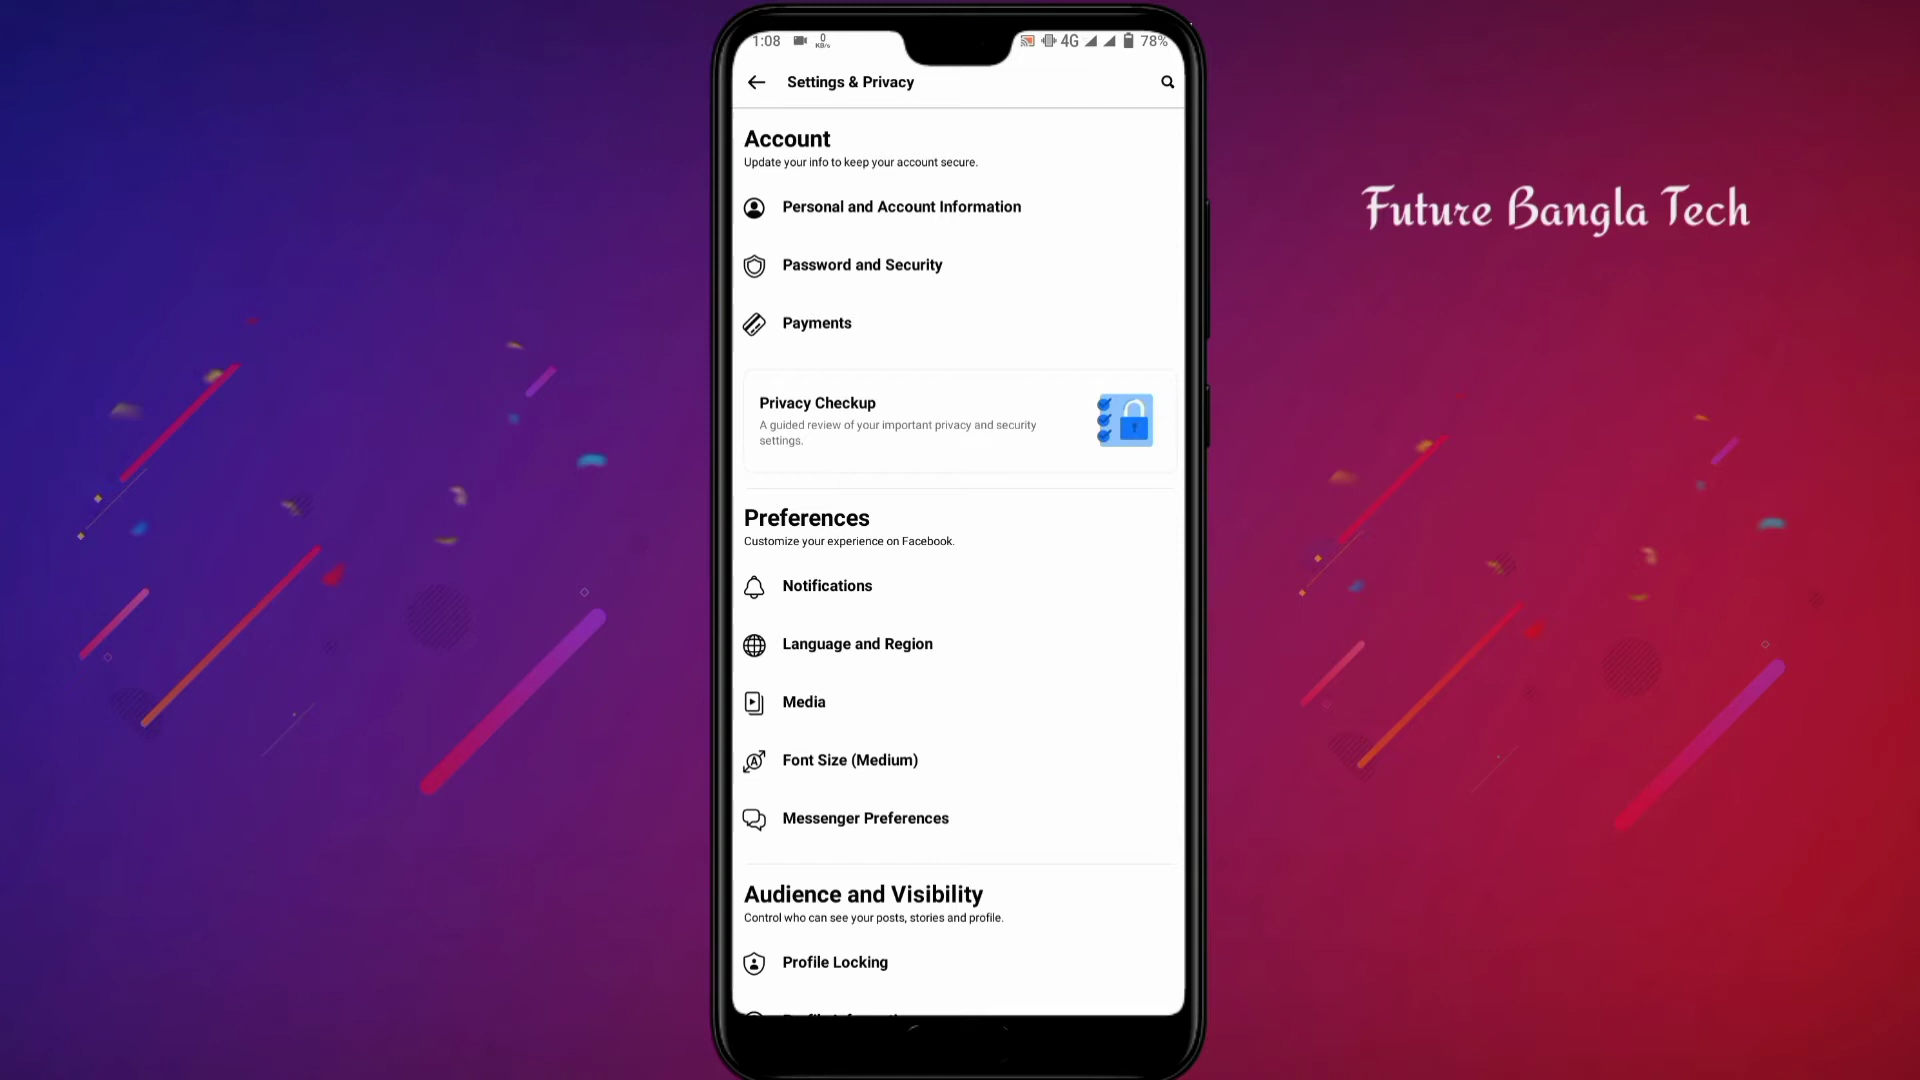 1:08 0 KB/s 4G 78%
Settings & Privacy
Future Bangla Tech
Account
Update your info to keep your account secure.
Personal and Account Information
Password and Security
Payments
Privacy Checkup
A guided review of your important privacy and security
settings.
Preferences
Customize your experience on Facebook.
Notifications
Language and Region
Media
Font Size (Medium)
Messenger Preferences
Audience and Visibility
Control who can see your posts, stories and profile.
Profile Locking